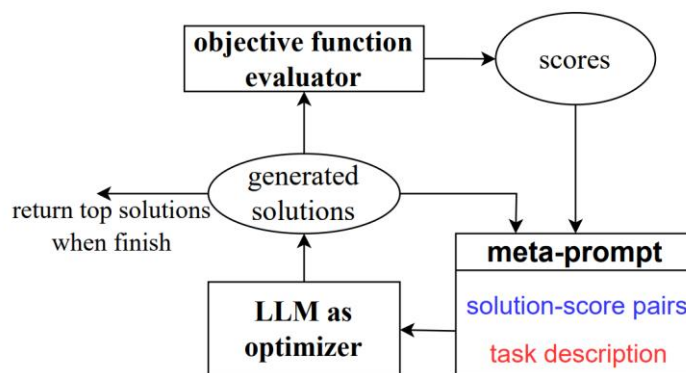 objective function
evaluator
scores
generated
solutions
return top solutions
when finish
meta-prompt
solution-score pairs
task description
LLM as
optimizer